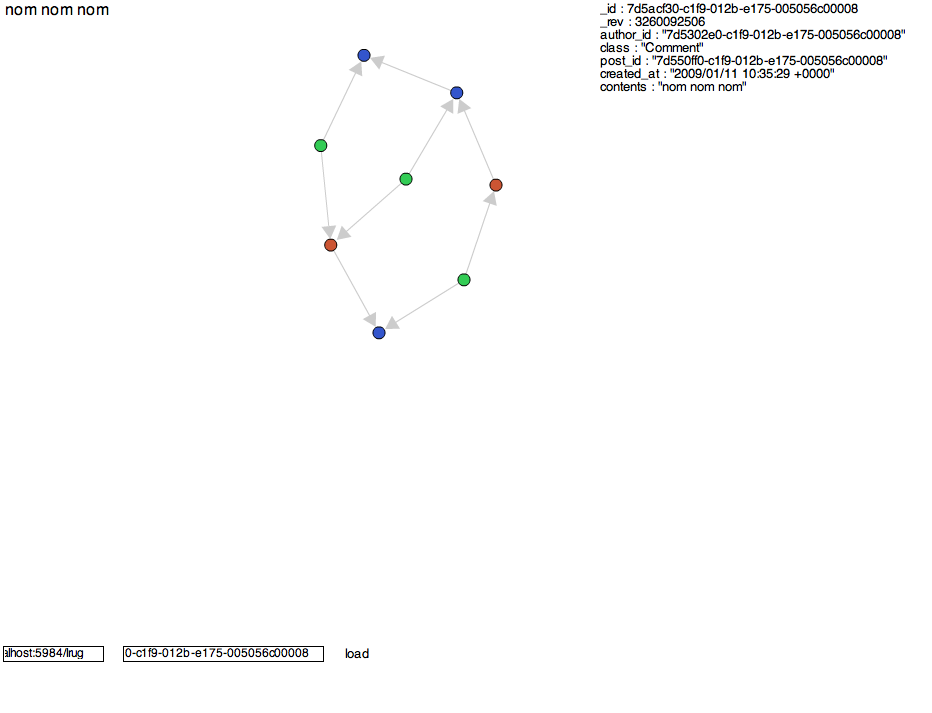 nom nom nom
_id : 7d5acf30-c1f9-012b-e175-005056c00008
_rev : 3260092506
author_id : "7d5302e0-c1f9-012b-e175-005056c00008"
class : "Comment"
post_id : "7d550ff0-c1f9-012b-e175-005056c00008"
created_at : "2009/01/11 10:35:29 +0000"
contents : "nom nom nom"
alhost:5984/lrug
0-c1f9-012b-e175-005056c00008
load